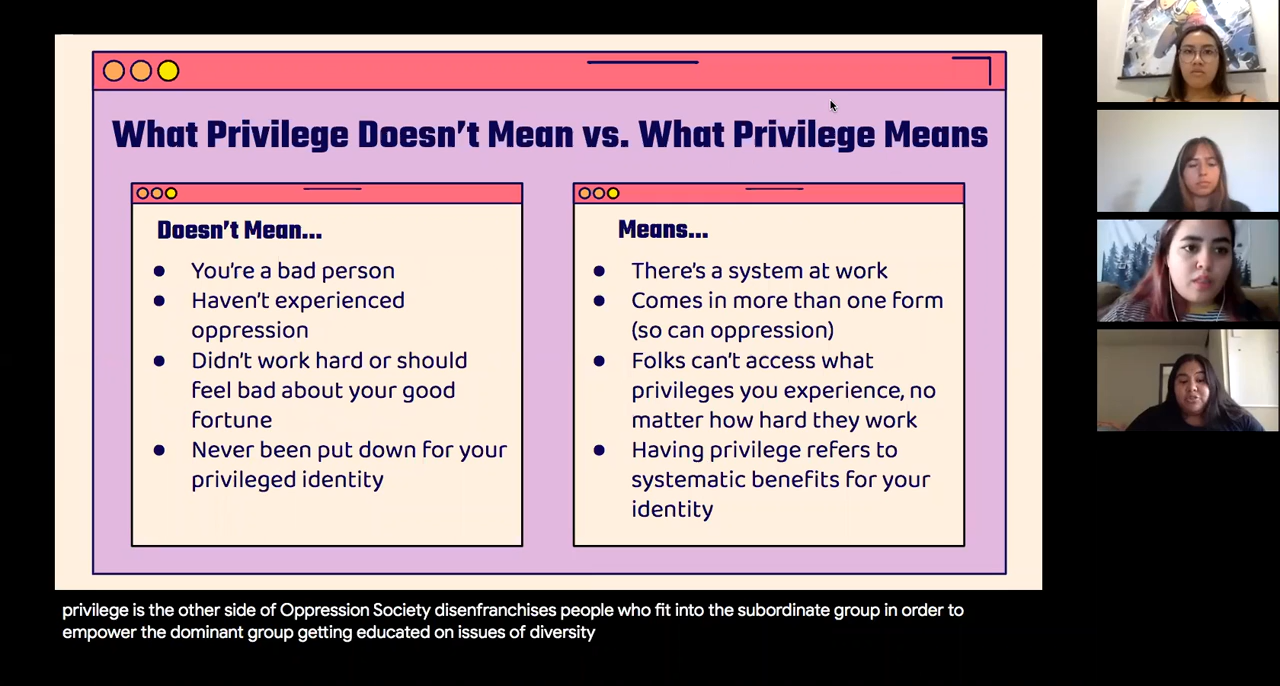 What Privilege Doesn't Mean vs. What Privilege Means
Doesn't Mean...
● You're a bad person
● Haven't experienced
oppression
● Didn't work hard or should
feel bad about your good
fortune
● Never been put down for your
privileged identity
Means...
● There's a system at work
● Comes in more than one form
(so can oppression)
● Folks can't access what
privileges you experience, no
matter how hard they work
● Having privilege refers to
systematic benefits for your
identity
privilege is the other side of Oppression Society disenfranchises people who fit into the subordinate group in order to
empower the dominant group getting educated on issues of diversity